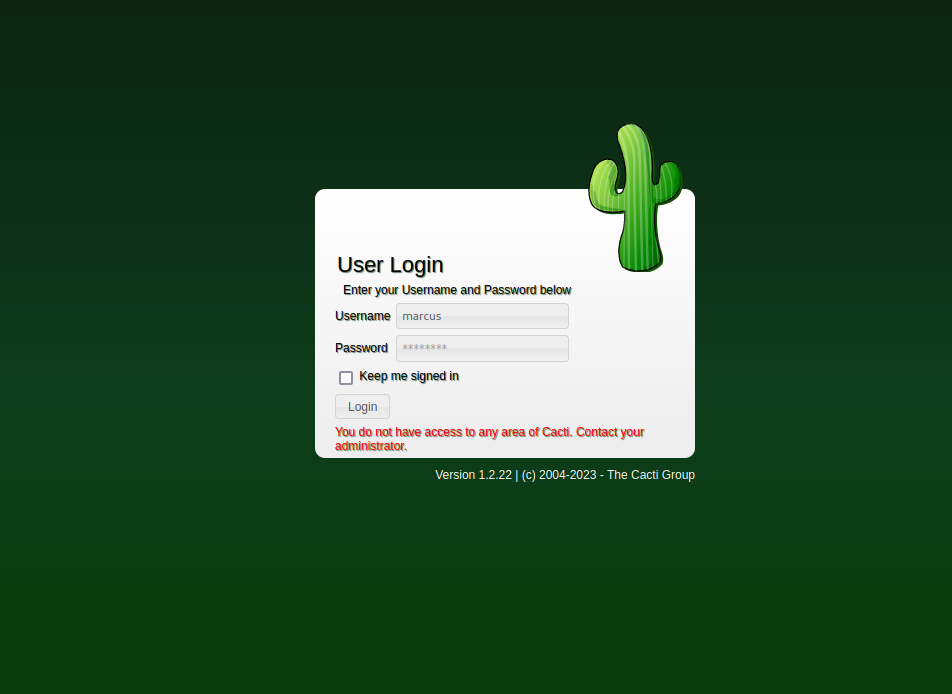 User Login
Enter your Username and Password below
Username marcus
Password ********
Keep me signed in
Login
You do not have access to any area of Cacti. Contact your
administrator.
Version 1.2.22 | (c) 2004-2023 - The Cacti Group